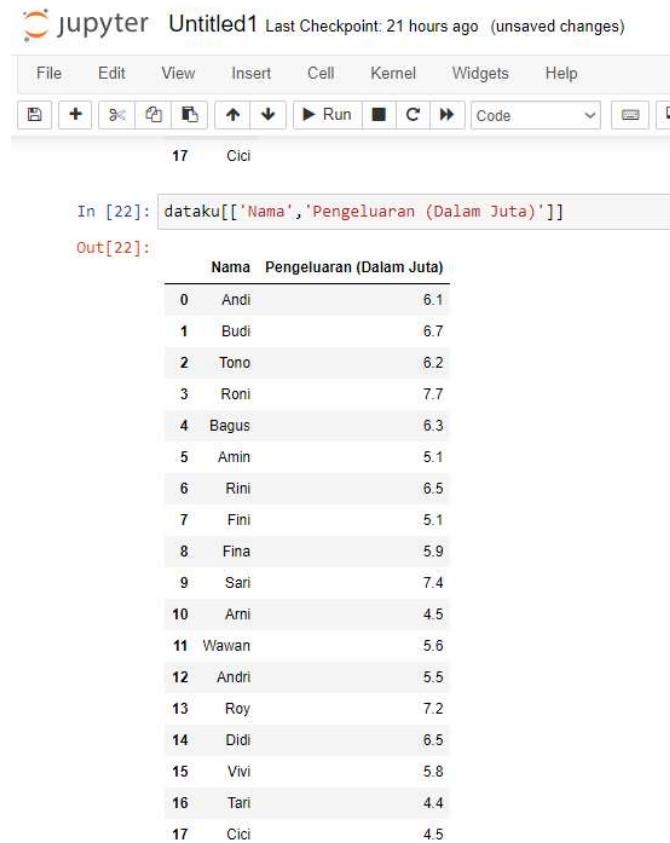 jupyter Untitled1 Last Checkpoint: 21 hours ago (unsaved changes)
File Edit View Insert Cell Kernel Widgets Help
Run Code
17 Cici
In [22]: dataku[['Nama','Pengeluaran (Dalam Juta)']]
Out[22]:
Nama Pengeluaran (Dalam Juta)
0 Andi 6.1
1 Budi 6.7
2 Tono 6.2
3 Roni 7.7
4 Bagus 6.3
5 Amin 5.1
6 Rini 6.5
7 Fini 5.1
8 Fina 5.9
9 Sari 7.4
10 Arni 4.5
11 Wawan 5.6
12 Andri 5.5
13 Roy 7.2
14 Didi 6.5
15 Vivi 5.8
16 Tari 4.4
17 Cici 4.5